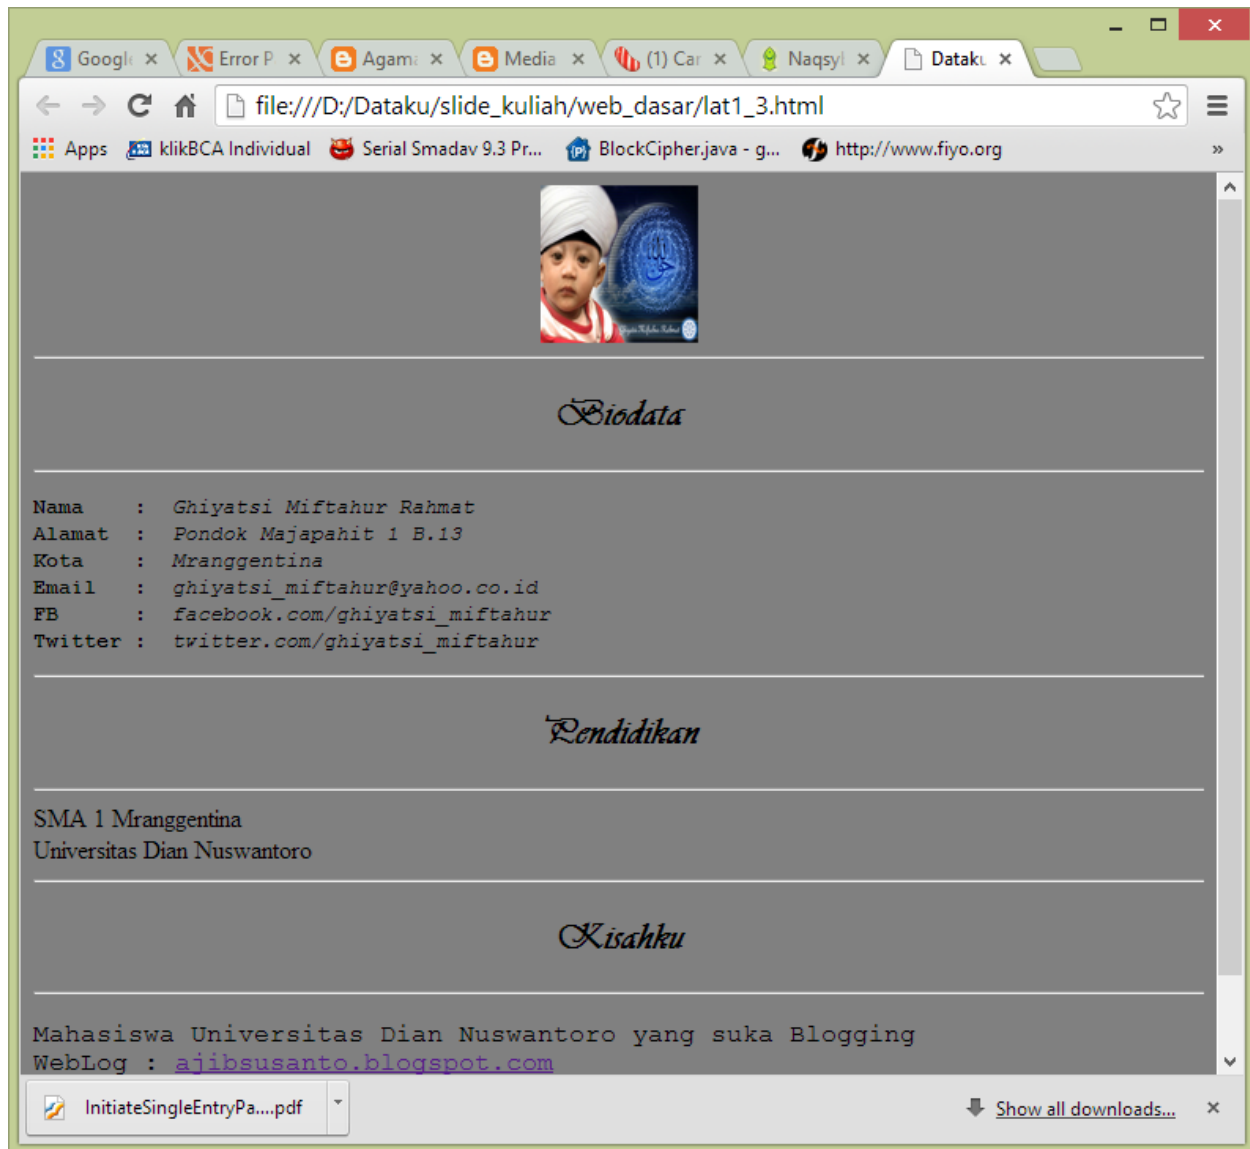 Google
Error P
Agama
Media
(1) Car
Naqsyl
Dataku
file:///D:/Dataku/slide_kuliah/web_dasar/lat1_3.html
Apps klikBCA Individual Serial Smadav 9.3 Pr... BlockCipher.java - g... http://www.fiyo.org »
Biodata
Nama : Ghiyatsi Miftahur Rahmat
Alamat : Pondok Majapahit 1 B.13
Kota : Mranggentina
Email : ghiyatsi_miftahur@yahoo.co.id
FB : facebook.com/ghiyatsi_miftahur
Twitter : twitter.com/ghiyatsi_miftahur
Pendidikan
SMA 1 Mranggentina
Universitas Dian Nuswantoro
Kisahku
Mahasiswa Universitas Dian Nuswantoro yang suka Blogging
WebLog : ajibsusanto.blogspot.com
InitiateSingleEntryPa....pdf
Show all downloads...